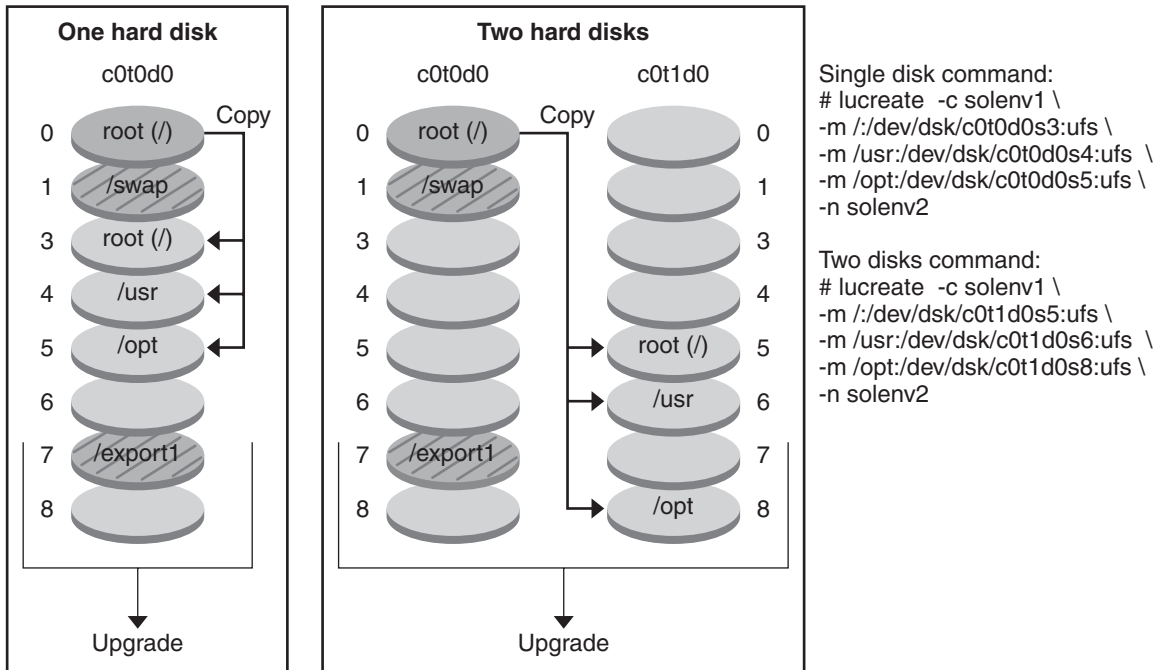 One hard disk
c0t0d0
Copy
0 root (/)
1 /swap
3 root (/)
4 /usr
5 /opt
6
7 /export1
8
Upgrade
Two hard disks
c0t0d0 c0t1d0
Copy
0 root (/) 0
1 /swap 1
3 3
4 4
5 root (/) 5
6 /usr 6
7 /export1 7
8 /opt 8
Upgrade
Single disk command:
# lucreate -c solenv1 \
-m /:/dev/dsk/c0t0d0s3:ufs \
-m /usr:/dev/dsk/c0t0d0s4:ufs \
-m /opt:/dev/dsk/c0t0d0s5:ufs \
-n solenv2
Two disks command:
# lucreate -c solenv1 \
-m /:/dev/dsk/c0t1d0s5:ufs \
-m /usr:/dev/dsk/c0t1d0s6:ufs \
-m /opt:/dev/dsk/c0t1d0s8:ufs \
-n solenv2